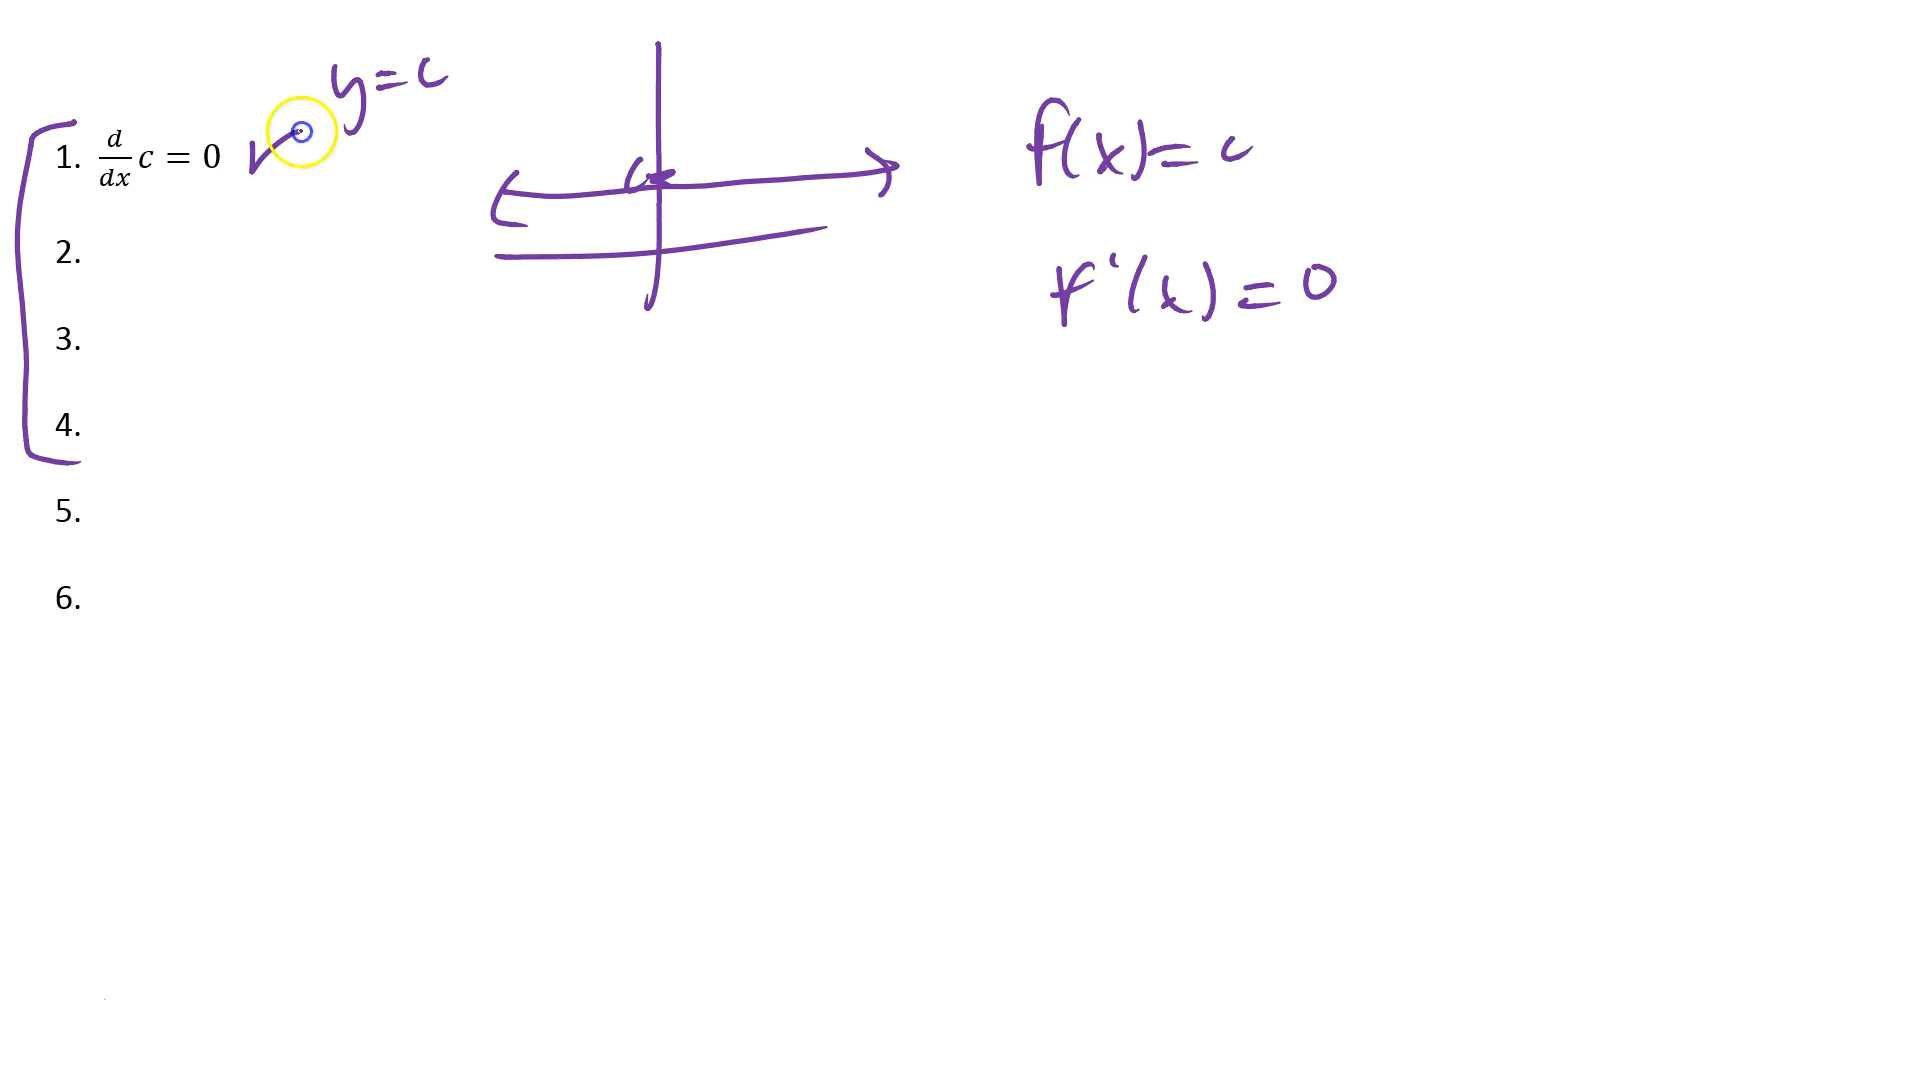 y=c
1. d/dx c = 0
c
f(x)=c
2.
f'(x)=0
3.
4.
5.
6.